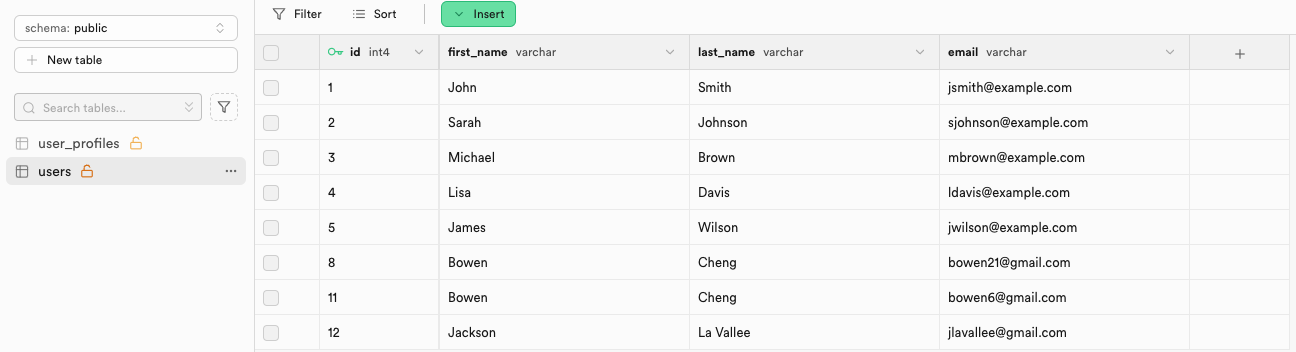 schema: public
New table
Search tables...
user_profiles
users
Filter Sort Insert
id int4 first_name varchar last_name varchar email varchar
1 John Smith jsmith@example.com
2 Sarah Johnson sjohnson@example.com
3 Michael Brown mbrown@example.com
4 Lisa Davis ldavis@example.com
5 James Wilson jwilson@example.com
8 Bowen Cheng bowen21@gmail.com
11 Bowen Cheng bowen6@gmail.com
12 Jackson La Vallee jlavallee@gmail.com